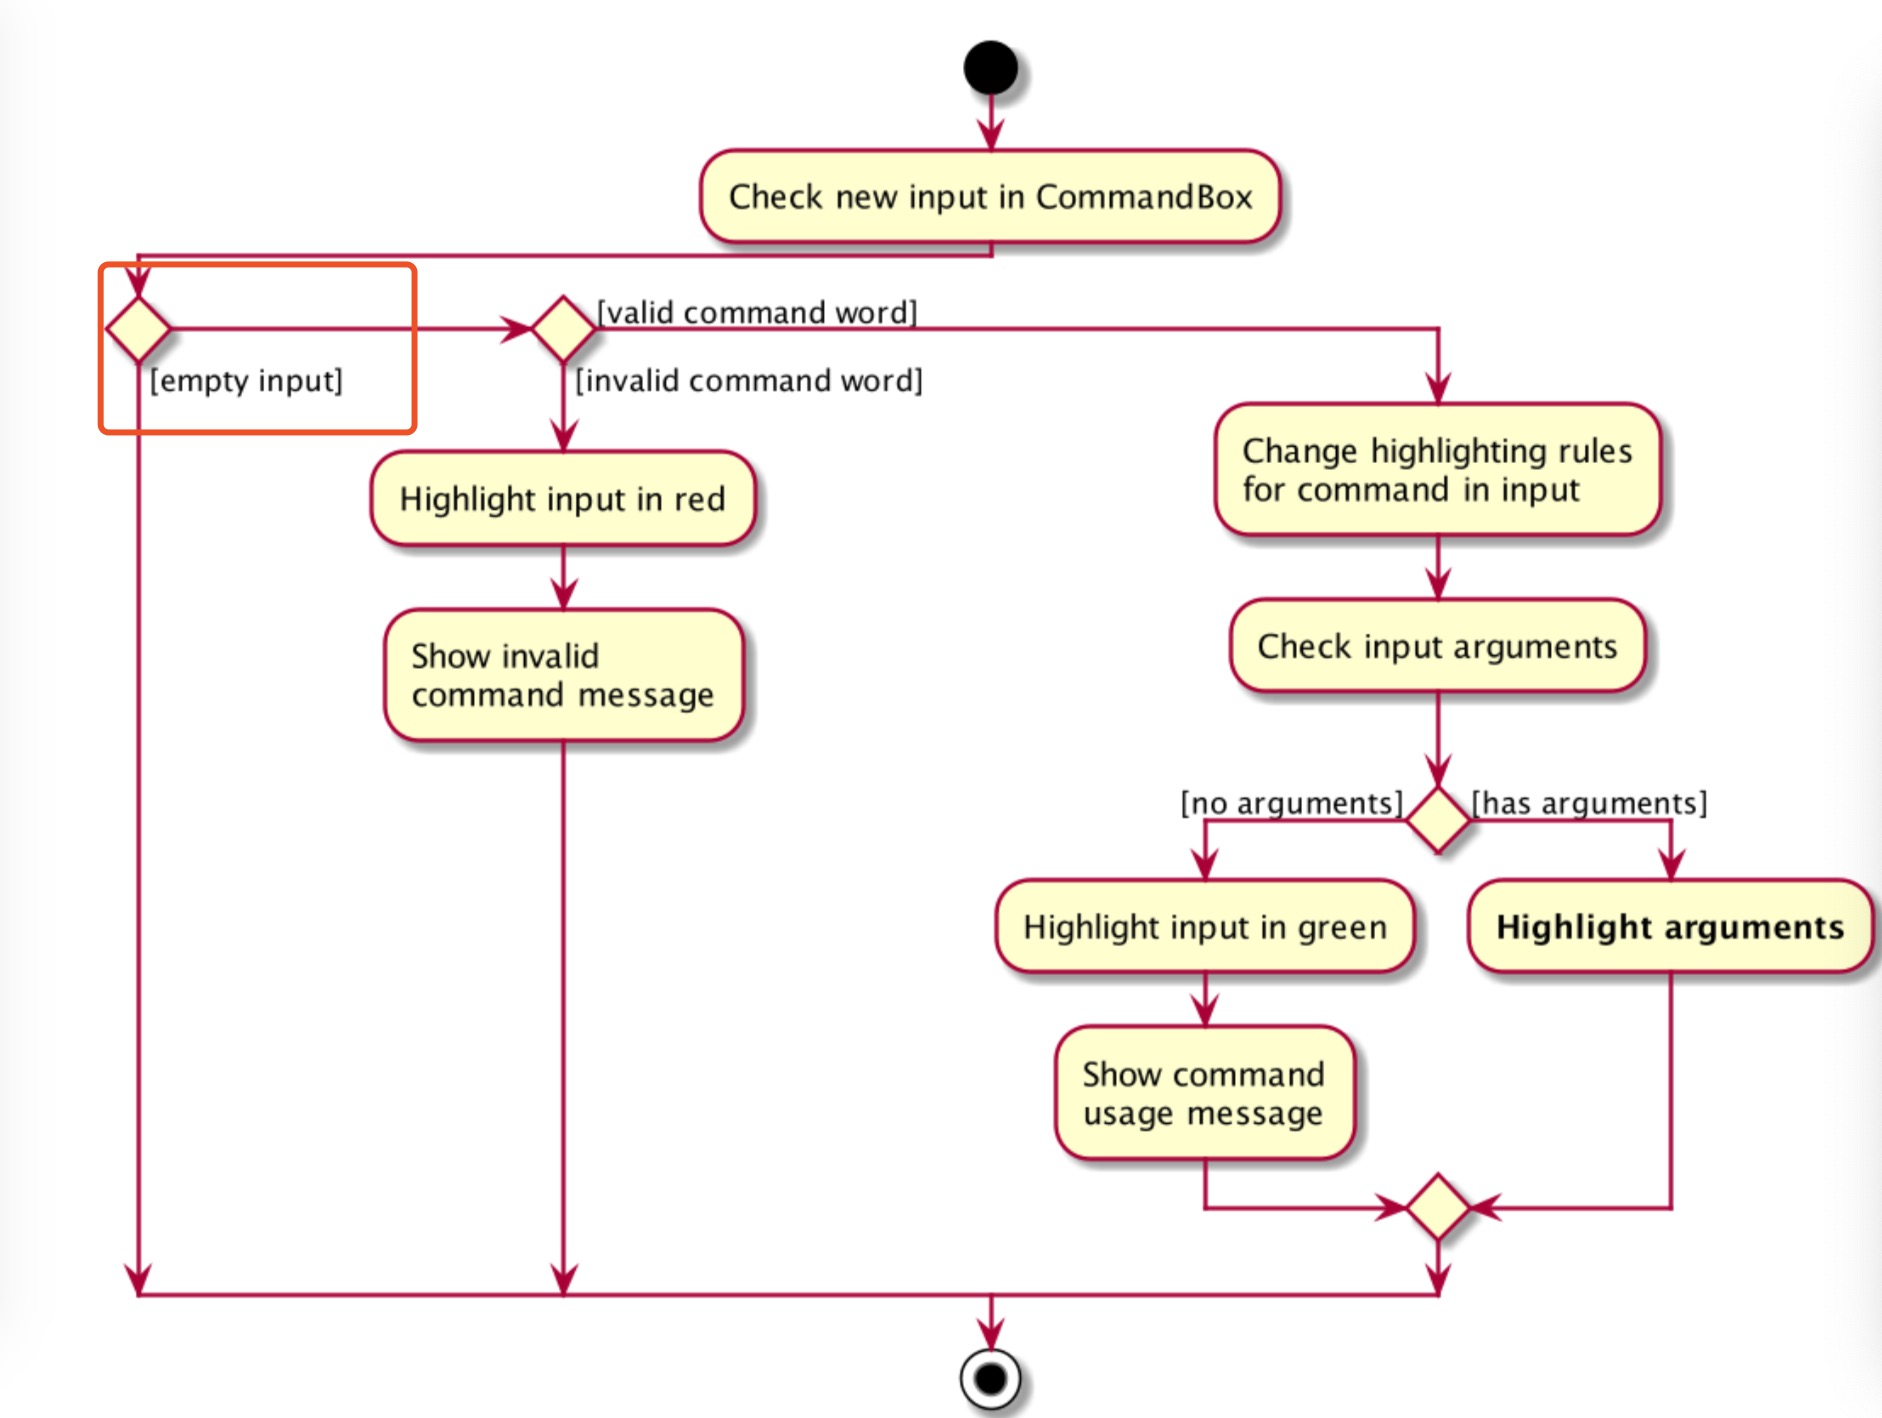 Check new input in CommandBox
[valid command word]
[empty input]
[invalid command word]
Highlight input in red
Show invalid
command message
Change highlighting rules
for command in input
Check input arguments
[no arguments]
[has arguments]
Highlight input in green
Highlight arguments
Show command
usage message